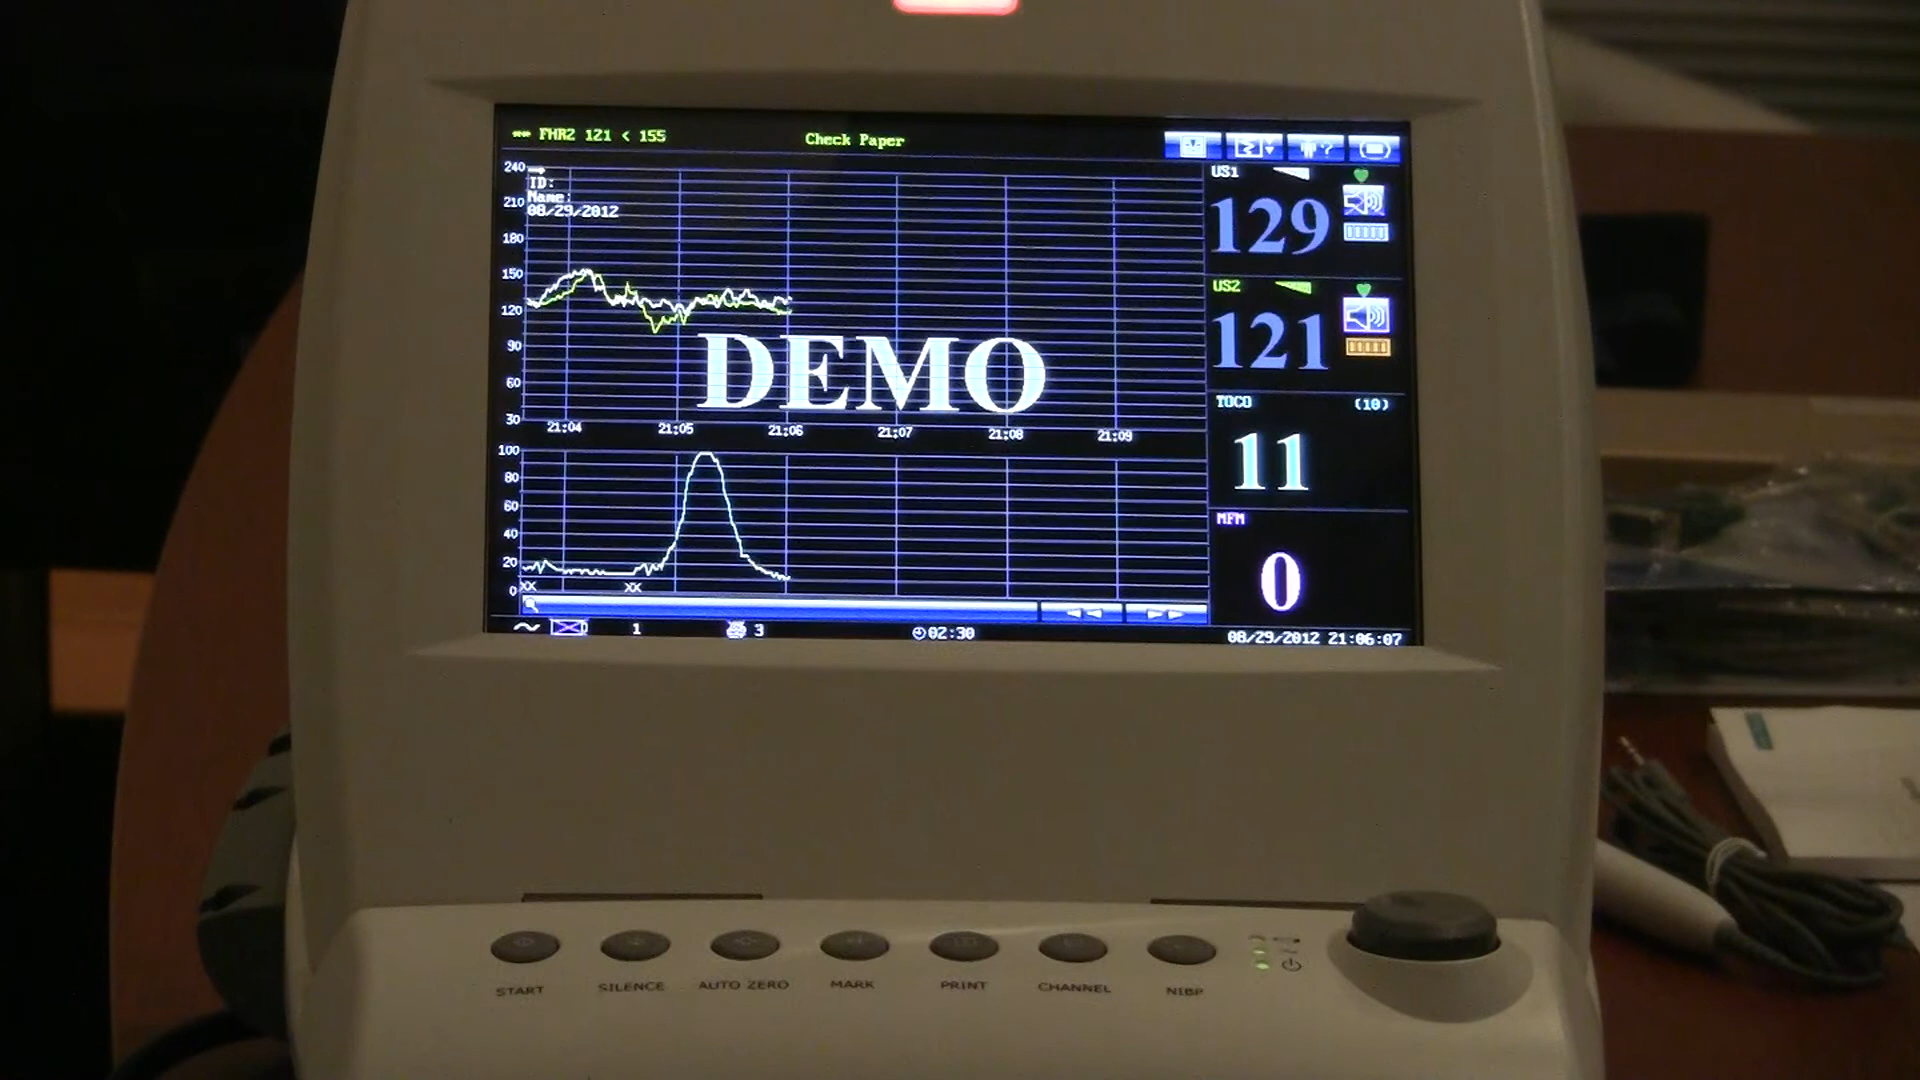 *** FHR2 121 < 155
Check Paper
240
210
180
150
120
90
60
30
ID:
Name:
08/29/2012
DEMO
21:04 21:05 21:06 21:07 21:08 21:09
100
80
60
40
20
0
XX XX
US1
129
US2
121
TOCO (10)
11
MFM
0
1 3 02:30 08/29/2012 21:06:07
START SILENCE AUTO ZERO MARK PRINT CHANNEL NIBP